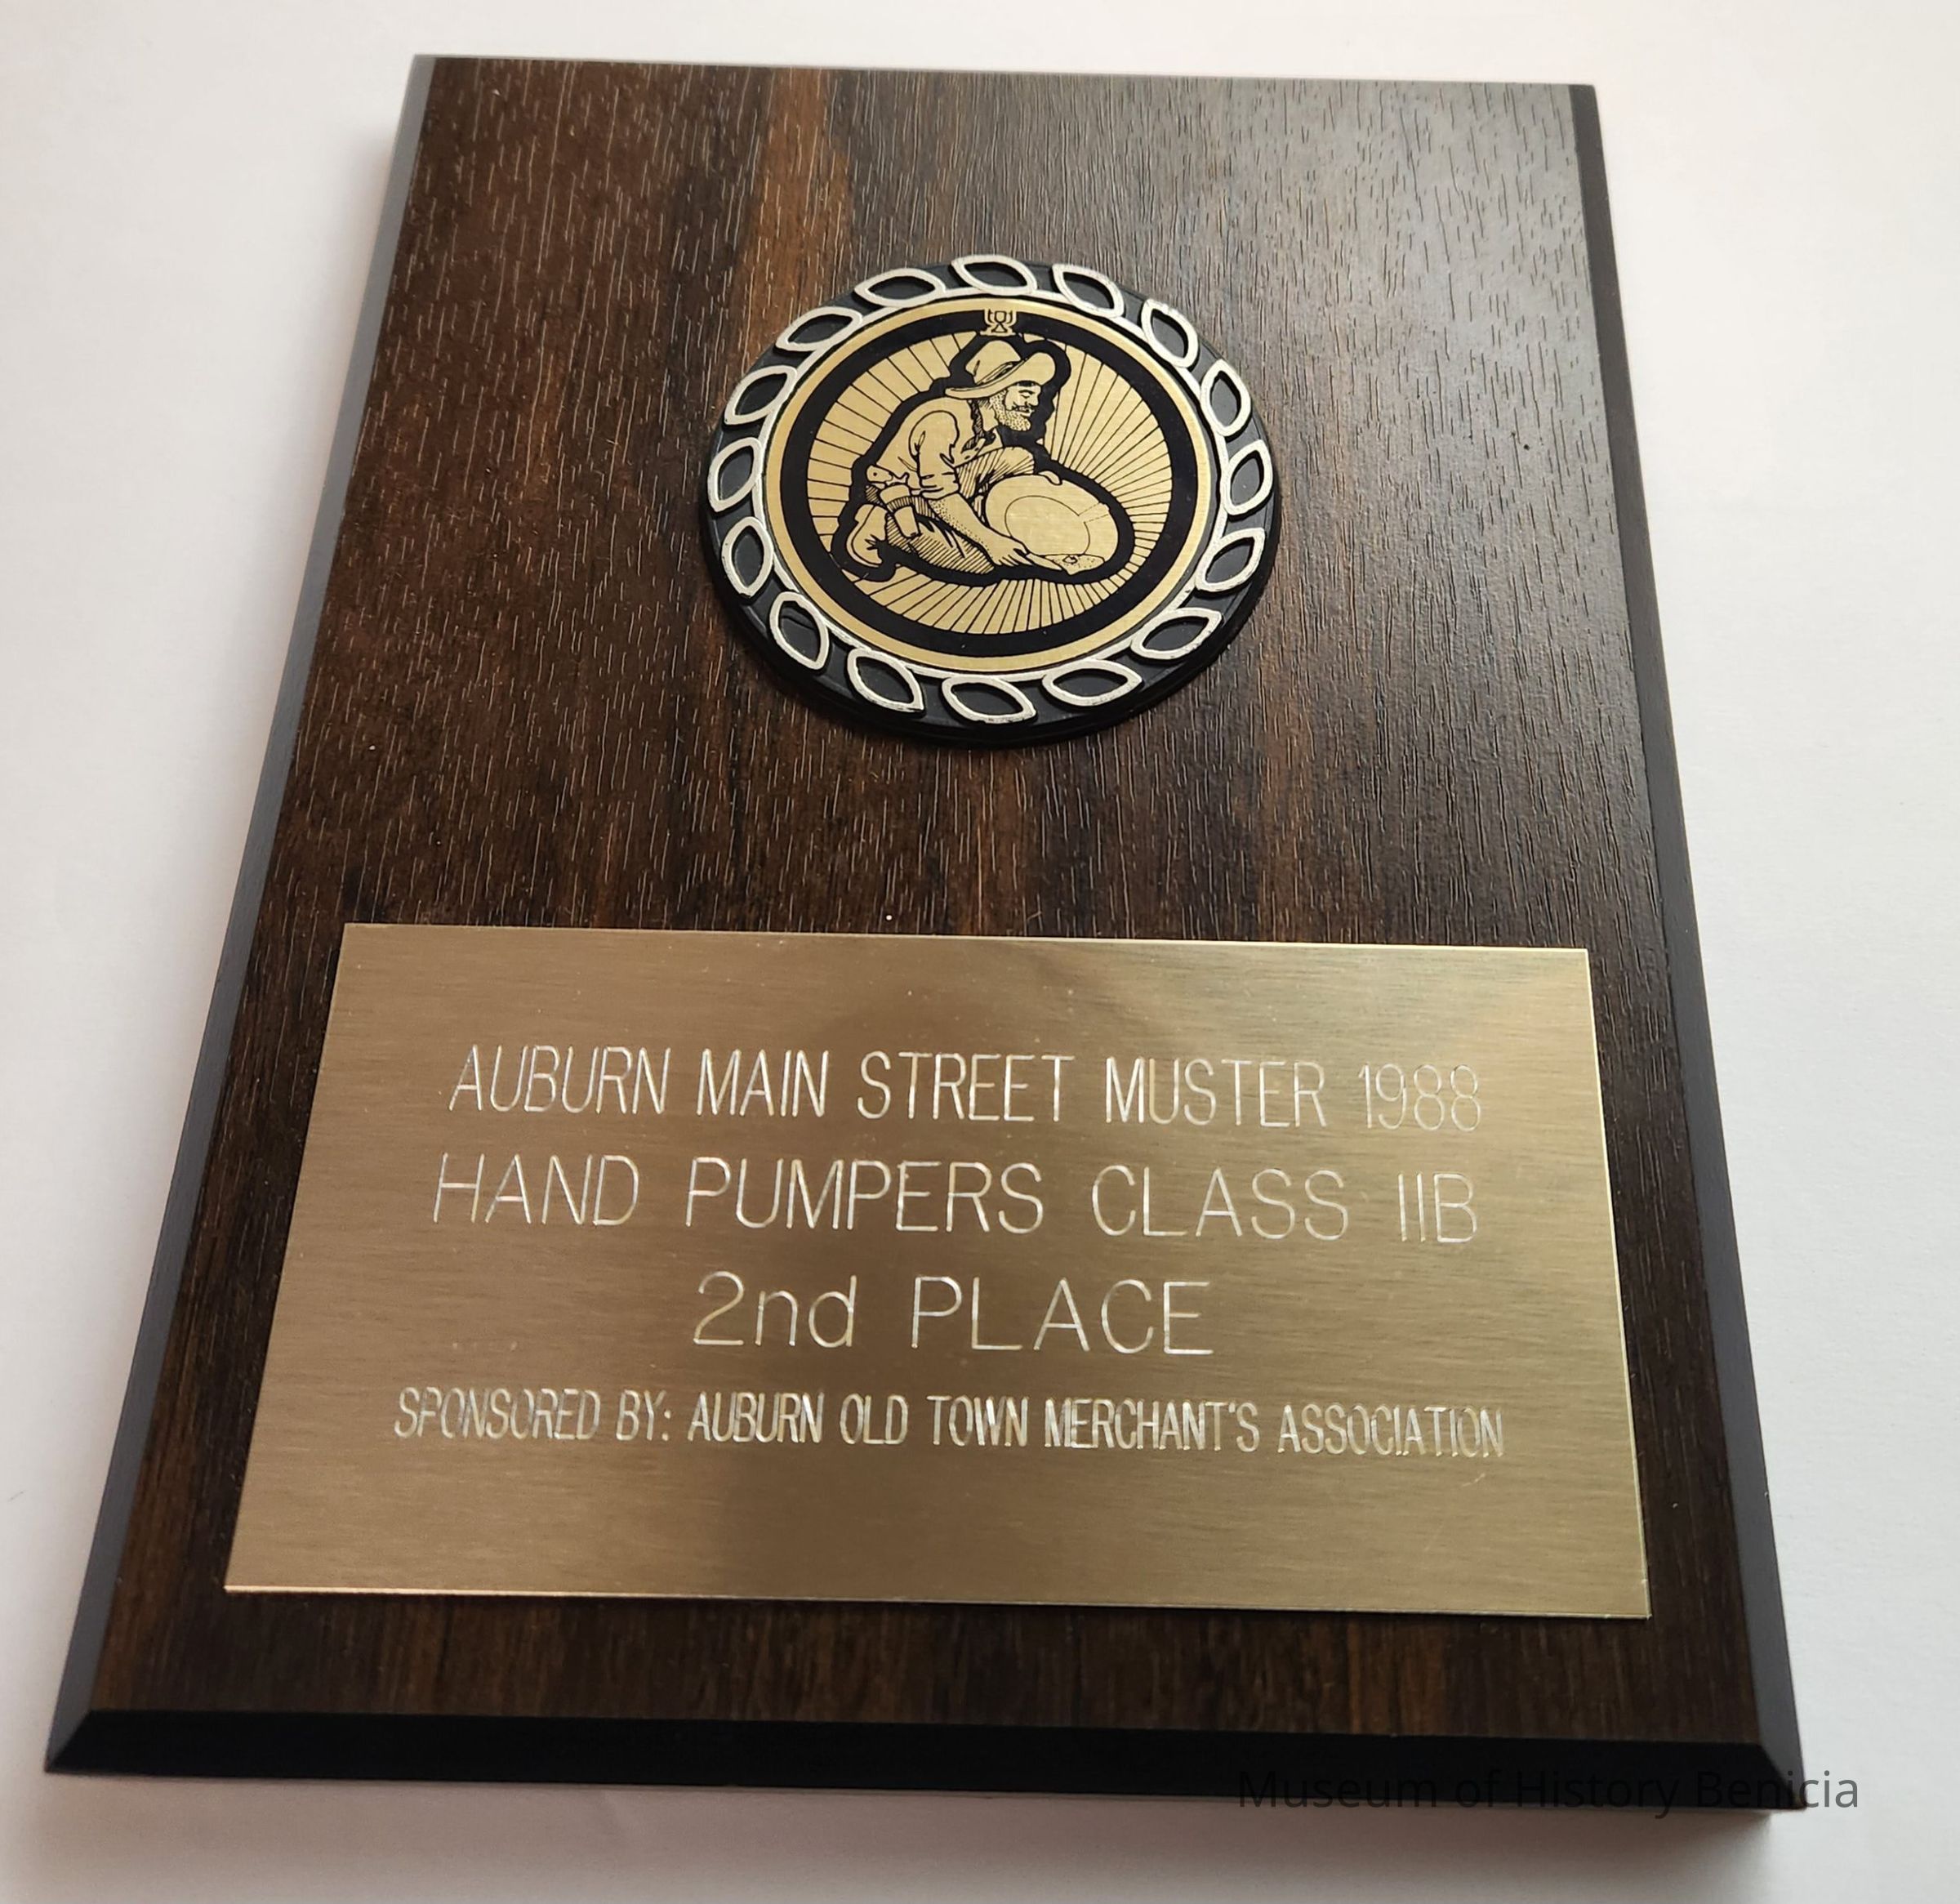 AUBURN MAIN STREET MUSTER 1988
HAND PUMPERS CLASS IIB
2nd PLACE
SPONSORED BY: AUBURN OLD TOWN MERCHANT'S ASSOCIATION
Museum of History Benicia